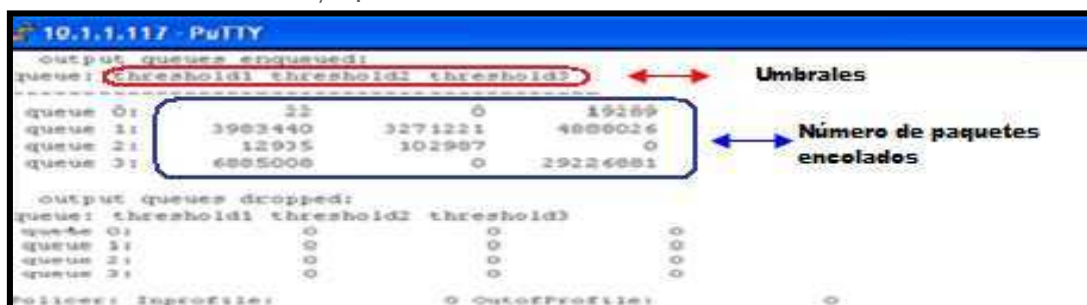 10.1.1.117 - PuTTY
output queues enqueued:
queue: threshold1 threshold2 threshold3
Umbrales
queue 0: 22 0 19289
queue 1: 3983440 3271221 4888026
queue 2: 12935 102987 0
queue 3: 6885008 0 29226881
Número de paquetes
encolados
output queues dropped:
queue: threshold1 threshold2 threshold3
queue 0: 0 0 0
queue 1: 0 0 0
queue 2: 0 0 0
queue 3: 0 0 0
Policer: Inprofile: 0 OutofProfile: 0